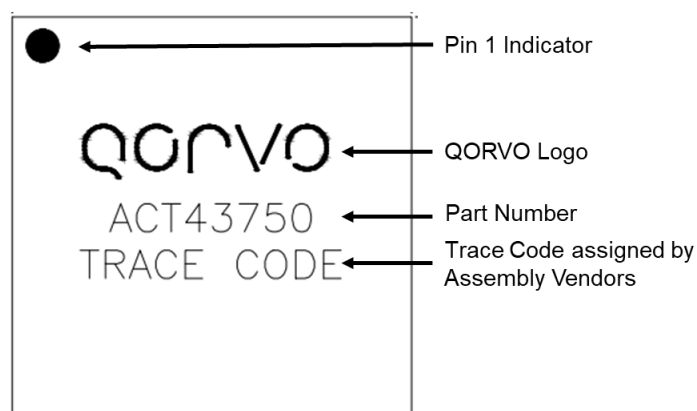 Pin 1 Indicator
QORVO
QORVO Logo
ACT43750
Part Number
TRACE CODE
Trace Code assigned by
Assembly Vendors